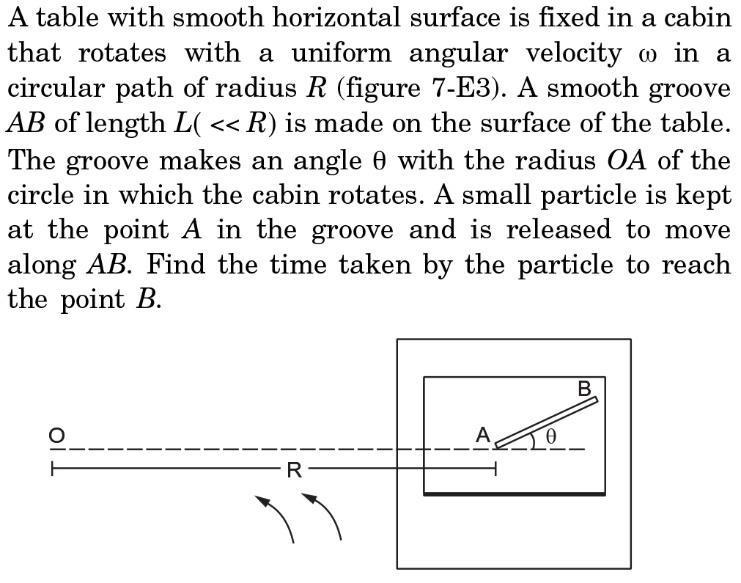 A table with smooth horizontal surface is fixed in a cabin
that rotates with a uniform angular velocity ω in a
circular path of radius R (figure 7-E3). A smooth groove
AB of length L( << R) is made on the surface of the table.
The groove makes an angle θ with the radius OA of the
circle in which the cabin rotates. A small particle is kept
at the point A in the groove and is released to move
along AB. Find the time taken by the particle to reach
the point B.
B
O
A
θ
R